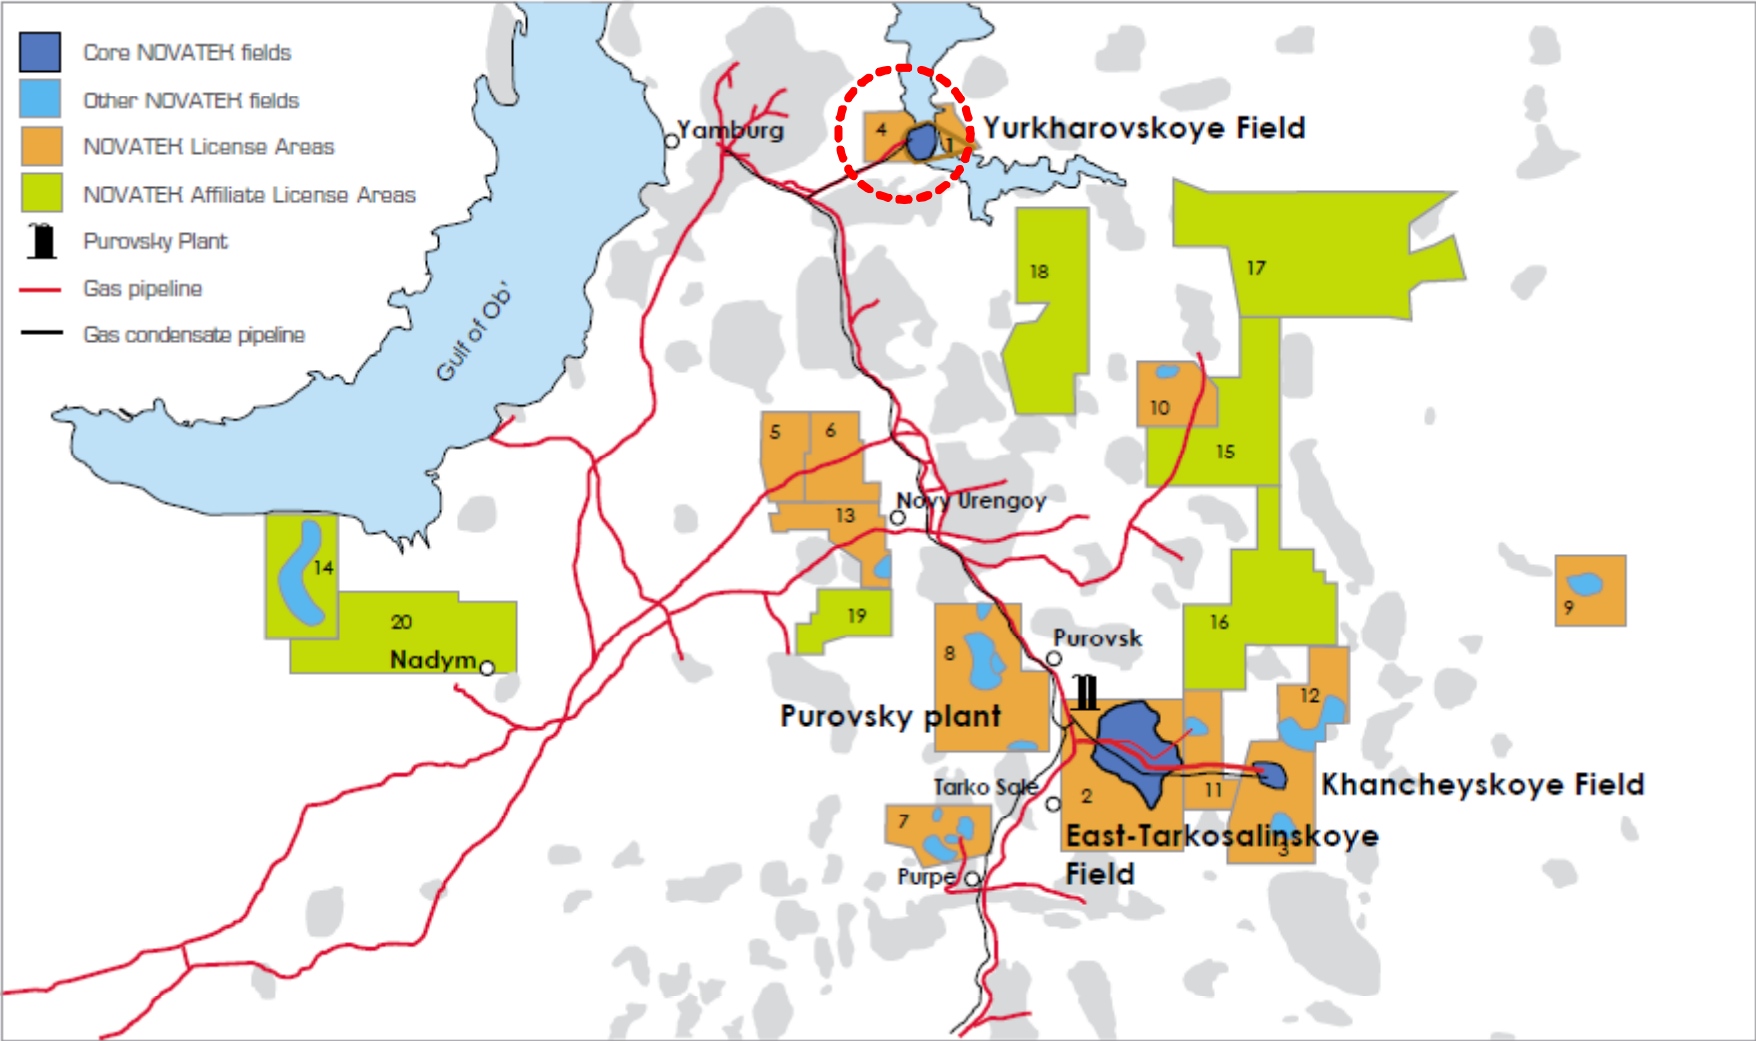 Core NOVATEK fields
Other NOVATEK fields
NOVATEK License Areas
NOVATEK Affiliate License Areas
Purovsky Plant
Gas pipeline
Gas condensate pipeline
Gulf of Ob'
Yamburg
4
1
Yurkharovskoye Field
18
17
10
15
5
6
13
Novy Urengoy
14
20
Nadym
19
16
9
8
Purovsk
12
Purovsky plant
Tarko Sale
2
11
Khancheyskoye Field
7
East-Tarkosalinskoye
Field
3
Purpe